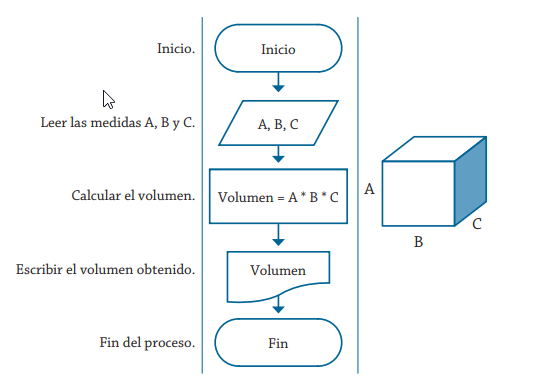 Inicio.
Inicio
Leer las medidas A, B y C.
A, B, C
Calcular el volumen.
Volumen = A * B * C
A
B
C
Escribir el volumen obtenido.
Volumen
Fin del proceso.
Fin